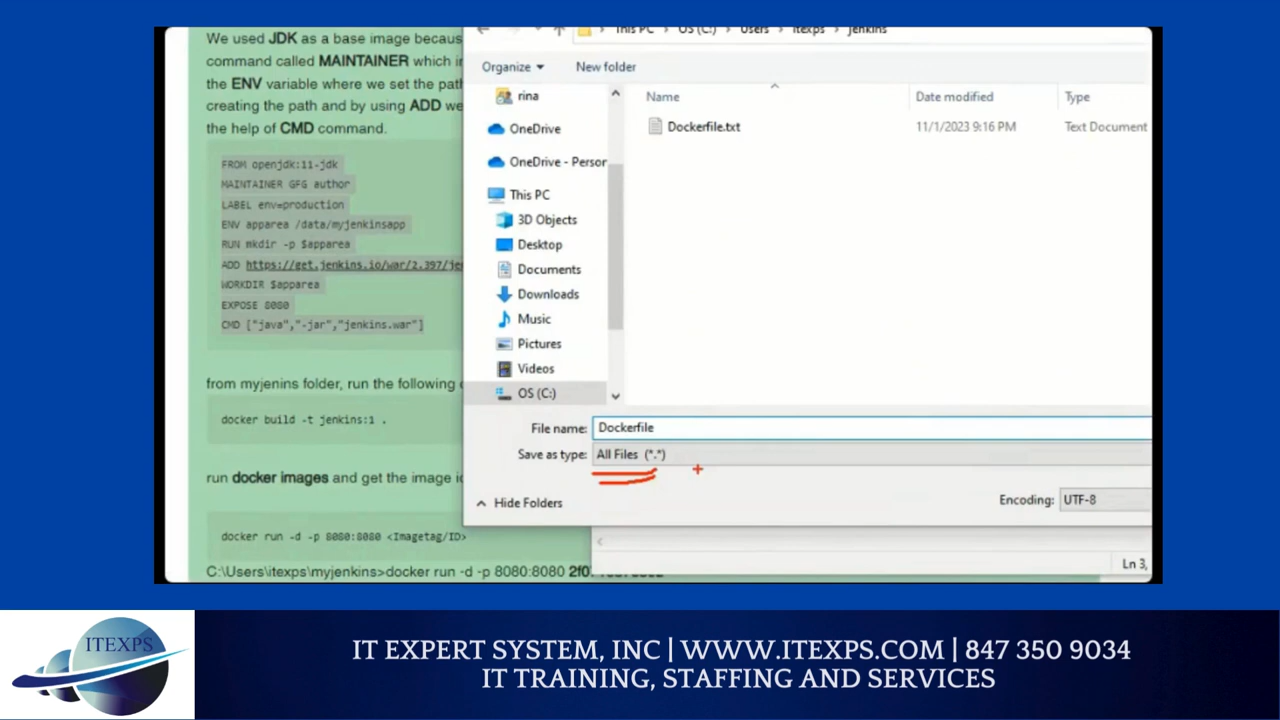 We used JDK as a base image becaus
command called MAINTAINER which i
the ENV variable where we set the pat
creating the path and by using ADD we
the help of CMD command.
FROM openjdk:11-jdk
MAINTAINER GFG author
LABEL env=production
ENV apparea /data/myjenkinsapp
RUN mkdir -p $apparea
ADD https://get.jenkins.io/war/2.397/je
WORKDIR $apparea
EXPOSE 8080
CMD ["java","-jar","jenkins.war"]
from myjenins folder, run the following
docker build -t jenkins:1 .
run docker images and get the image i
docker run -d -p 8080:8080 <Imagetag/ID>
C:\Users\itexps\myjenkins>docker run -d -p 8080:8080
This PC > OS (C:) > Users > itexps > jenkins
Organize
New folder
rina
OneDrive
OneDrive - Person
This PC
3D Objects
Desktop
Documents
Downloads
Music
Pictures
Videos
OS (C:)
Name
Date modified
Type
Dockerfile.txt
11/1/2023 9:16 PM
Text Document
File name: Dockerfile
Save as type: All Files (*.*)
Hide Folders
Encoding: UTF-8
Ln 3,
ITEXPS
IT EXPERT SYSTEM, INC | WWW.ITEXPS.COM | 847 350 9034
IT TRAINING, STAFFING AND SERVICES